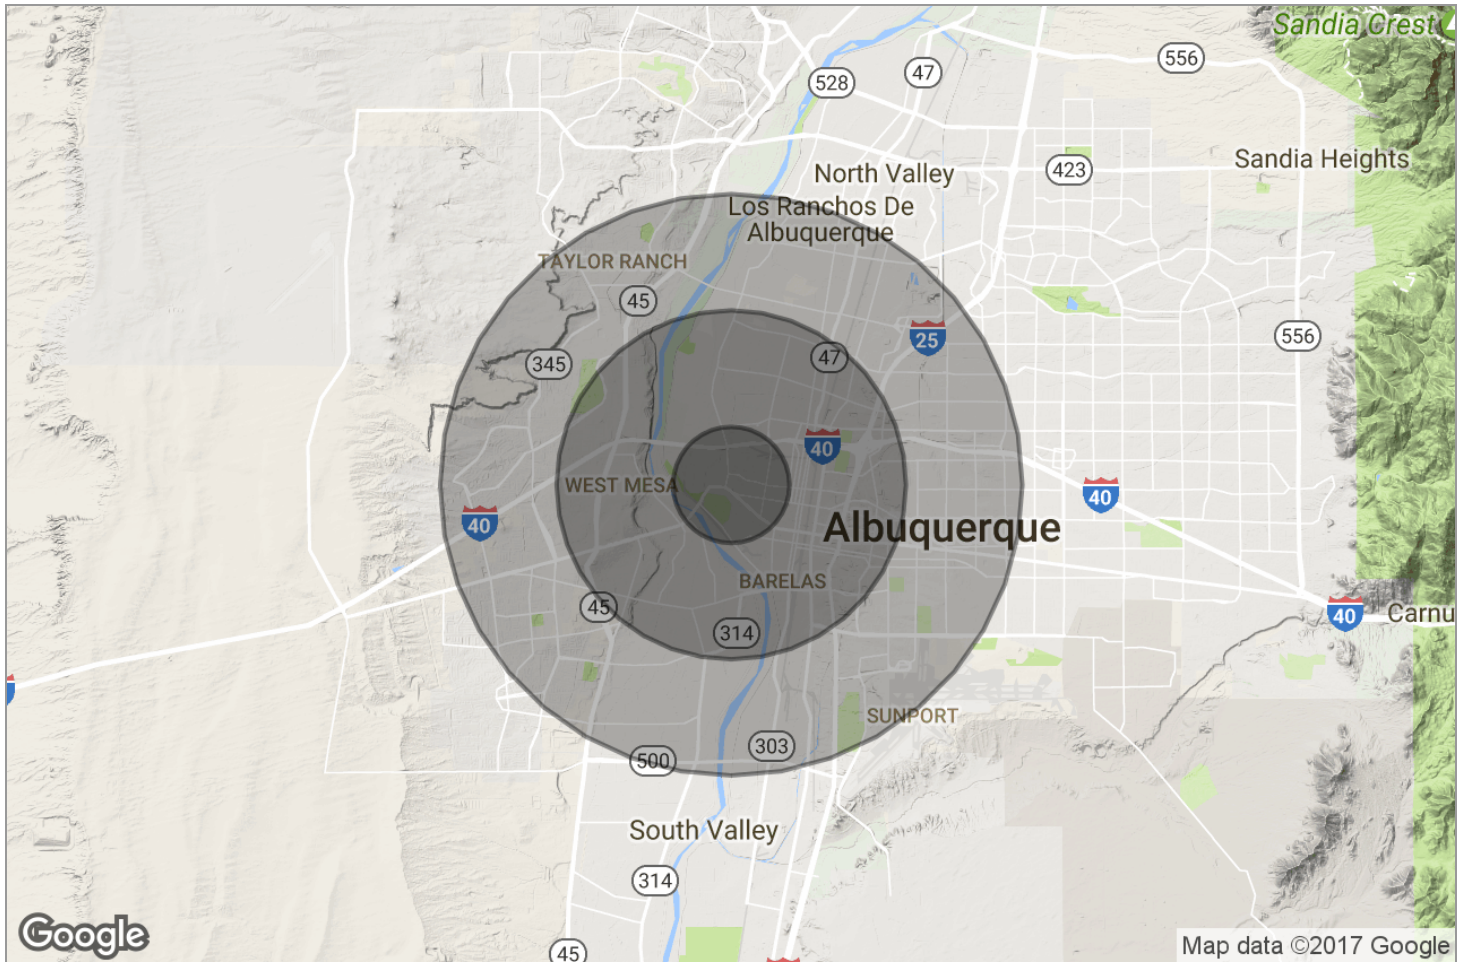 Sandia Crest
556
47
528
Sandia Heights
423
North Valley
Los Ranchos De
Albuquerque
TAYLOR RANCH
45
25
556
47
345
40
WEST MESA
40
40
Albuquerque
BARELAS
45
40
Carnu
314
SUNPORT
303
500
South Valley
314
Google
45
Map data ©2017 Google